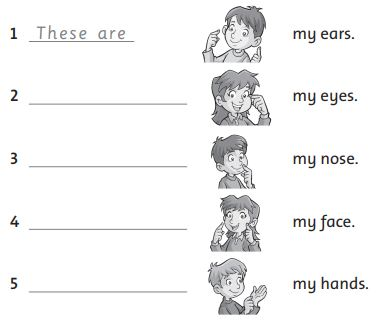 1 These are my ears.
2 my eyes.
3 my nose.
4 my face.
5 my hands.